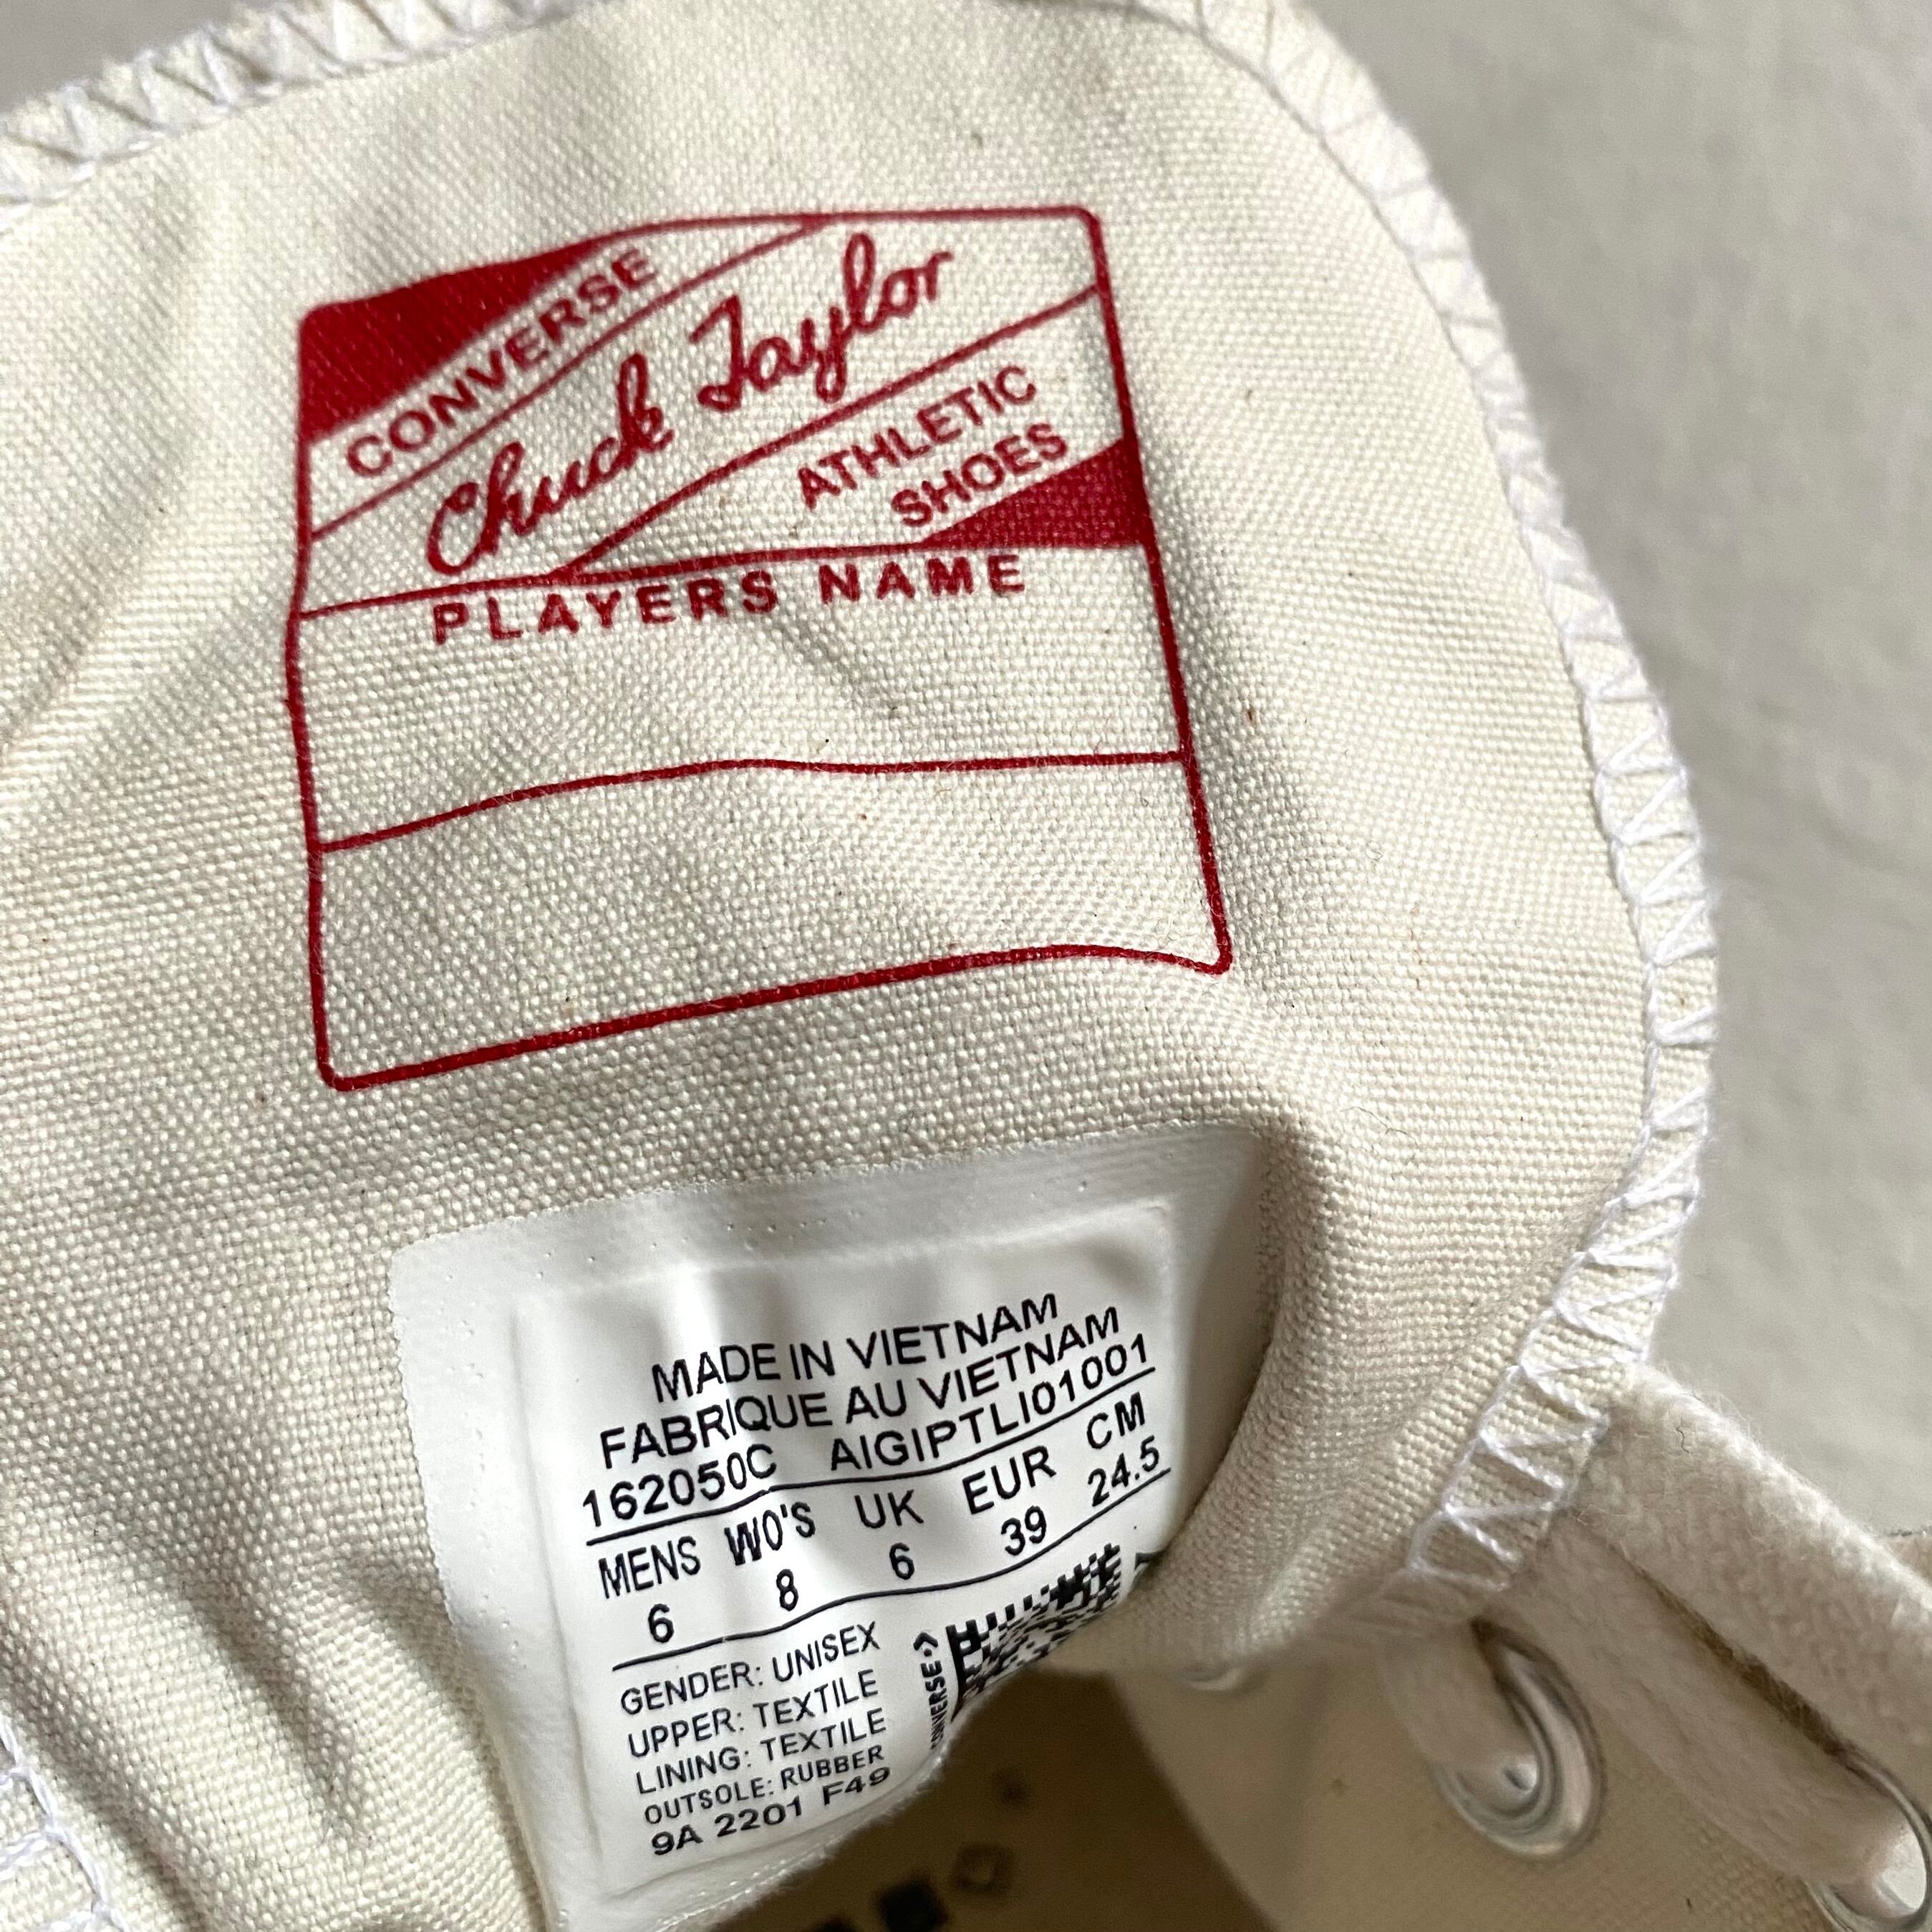 CONVERSE
Chuck Taylor
ATHLETIC
SHOES
PLAYERS NAME
MADE IN VIETNAM
FABRIQUE AU VIETNAM
162050C AIGIPTLI01001
MENS WO'S UK EUR CM
6 8 6 39 24.5
GENDER: UNISEX
UPPER: TEXTILE
LINING: TEXTILE
OUTSOLE: RUBBER
9A 2201 F49